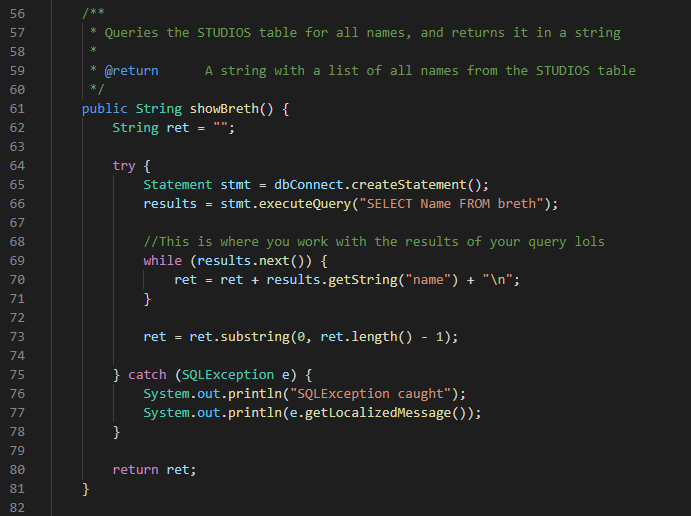 56 /**
57 * Queries the STUDIOS table for all names, and returns it in a string
58 *
59 * @return      A string with a list of all names from the STUDIOS table
60 */
61 public String showBreth() {
62 String ret = "";
63
64 try {
65 Statement stmt = dbConnect.createStatement();
66 results = stmt.executeQuery("SELECT Name FROM breth");
67
68 //This is where you work with the results of your query lols
69 while (results.next()) {
70 ret = ret + results.getString("name") + "\n";
71 }
72
73 ret = ret.substring(0, ret.length() - 1);
74
75 } catch (SQLException e) {
76 System.out.println("SQLException caught");
77 System.out.println(e.getLocalizedMessage());
78 }
79
80 return ret;
81 }
82